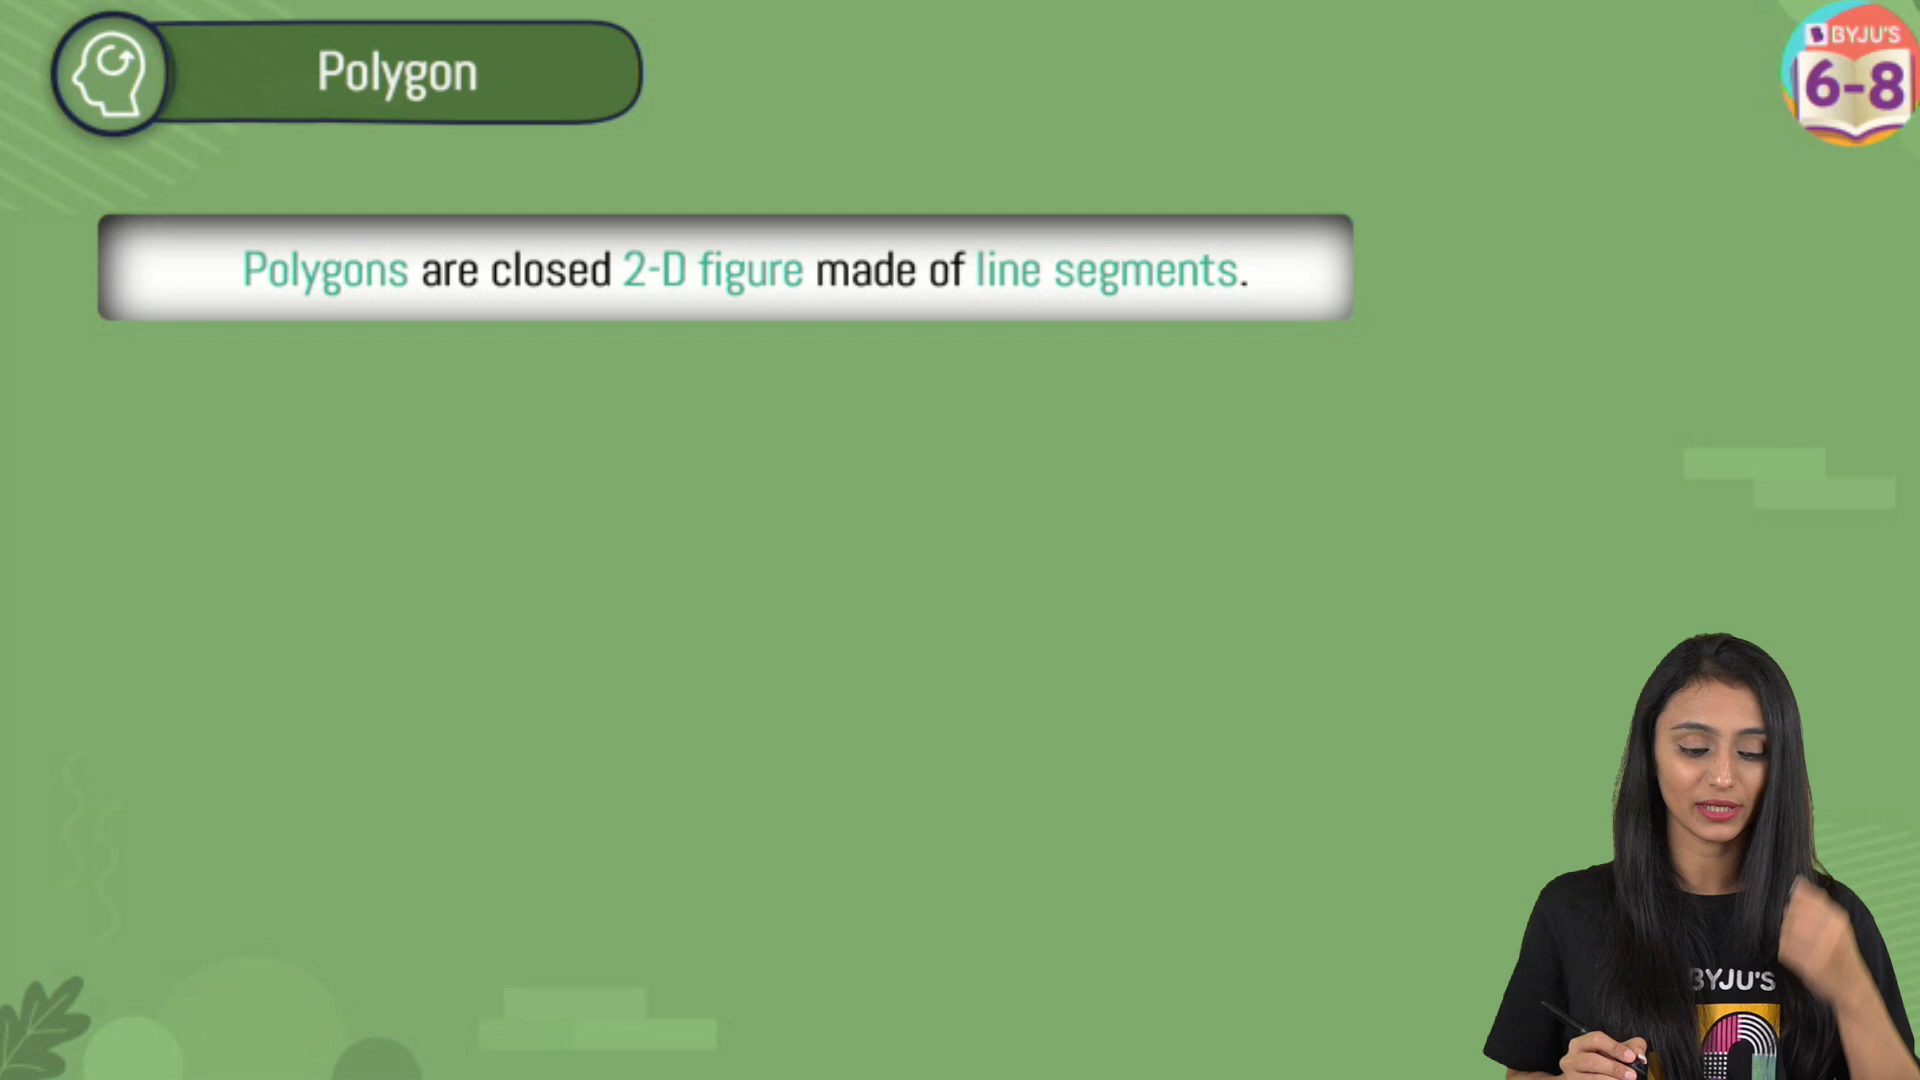 Polygon
BYJU'S
6-8
Polygons are closed 2-D figure made of line segments.
BYJU'S